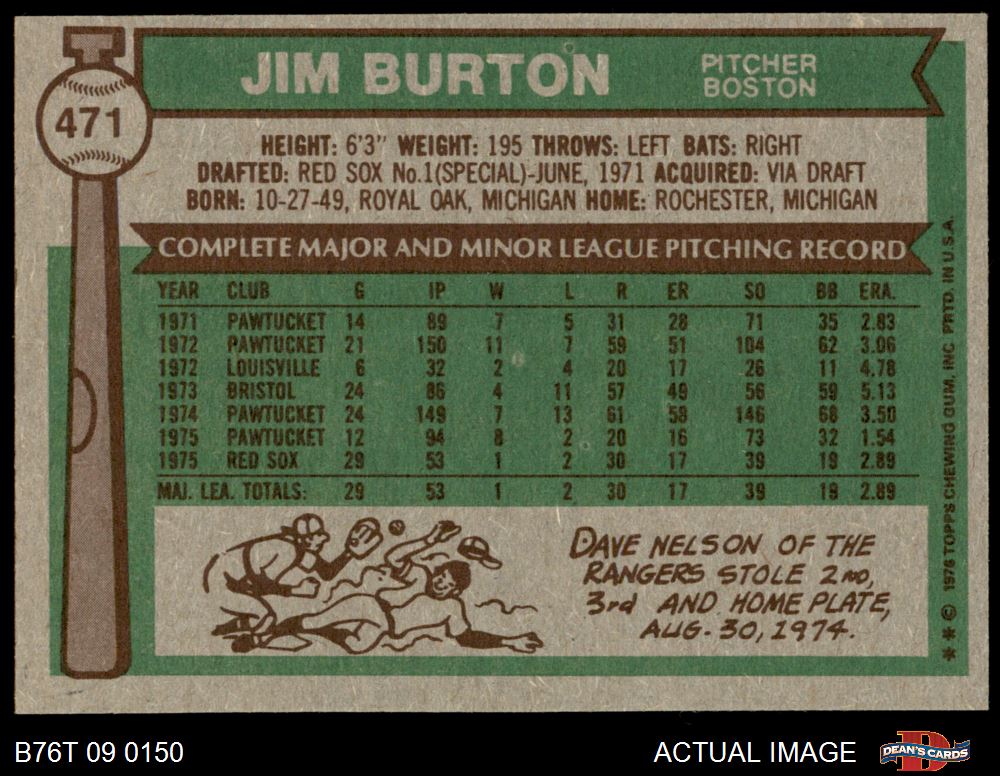 471
JIM BURTON
PITCHER
BOSTON
HEIGHT: 6'3" WEIGHT: 195 THROWS: LEFT BATS: RIGHT
DRAFTED: RED SOX No.1(SPECIAL)-JUNE, 1971 ACQUIRED: VIA DRAFT
BORN: 10-27-49, ROYAL OAK, MICHIGAN HOME: ROCHESTER, MICHIGAN
COMPLETE MAJOR AND MINOR LEAGUE PITCHING RECORD
YEAR CLUB G IP W L R ER SO BB ERA.
1971 PAWTUCKET 14 89 7 5 31 28 71 35 2.83
1972 PAWTUCKET 21 150 11 7 59 51 104 62 3.06
1972 LOUISVILLE 6 32 2 4 20 17 26 11 4.78
1973 BRISTOL 24 86 4 11 57 49 56 59 5.13
1974 PAWTUCKET 24 149 7 13 61 58 146 68 3.50
1975 PAWTUCKET 12 94 8 2 20 16 73 32 1.54
1975 RED SOX 29 53 1 2 30 17 39 19 2.89
MAJ. LEA. TOTALS: 29 53 1 2 30 17 39 19 2.89
DAVE NELSON OF THE
RANGERS STOLE 2ND,
3rd AND HOME PLATE,
AUG. 30, 1974.
**© 1976 TOPPS CHEWING GUM, INC PRTD. IN U.S.A.
B76T 09 0150
ACTUAL IMAGE
D
DEAN'S CARDS